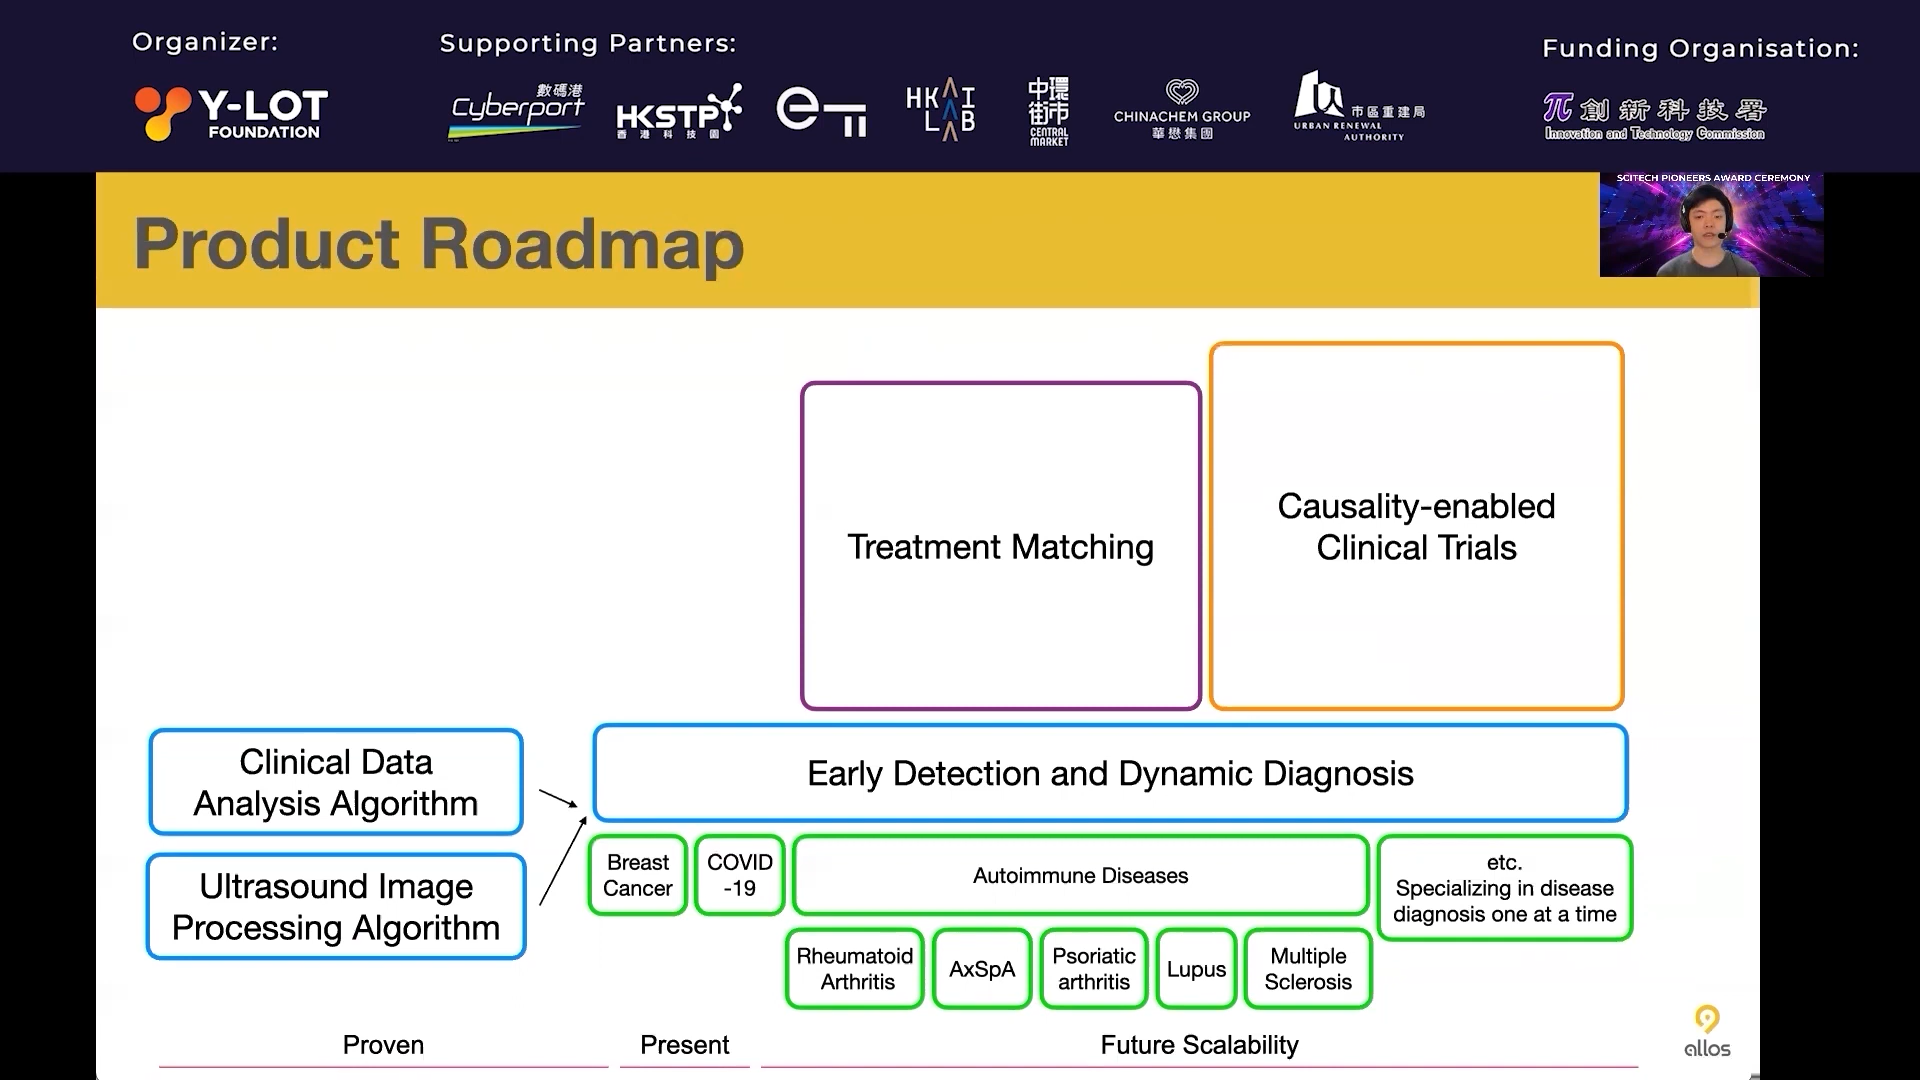 Organizer:
Supporting Partners:
Funding Organisation:
Y-LOT
FOUNDATION
數碼港
Cyberport
HKSTP
香港科技園
HK AI
LAB
中環
街市
CENTRAL
MARKET
CHINACHEM GROUP
華懋集團
市區重建局
URBAN RENEWAL
AUTHORITY
創新科技署
Innovation and Technology Commission
SCITECH PIONEERS AWARD CEREMONY
Product Roadmap
Treatment Matching
Causality-enabled
Clinical Trials
Clinical Data
Analysis Algorithm
Ultrasound Image
Processing Algorithm
Early Detection and Dynamic Diagnosis
Breast
Cancer
COVID
-19
Autoimmune Diseases
etc.
Specializing in disease
diagnosis one at a time
Rheumatoid
Arthritis
AxSpA
Psoriatic
arthritis
Lupus
Multiple
Sclerosis
Proven
Present
Future Scalability
allos